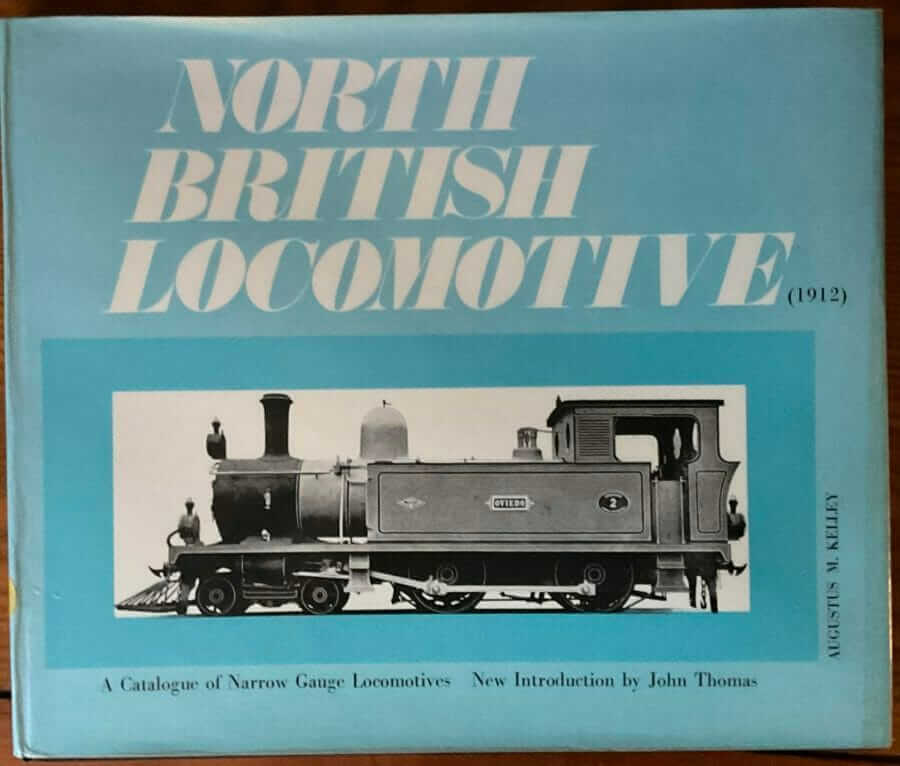 NORTH
BRITISH
LOCOMOTIVE (1912)
OVIEDO
2
A Catalogue of Narrow Gauge Locomotives New Introduction by John Thomas
AUGUSTUS M. KELLEY